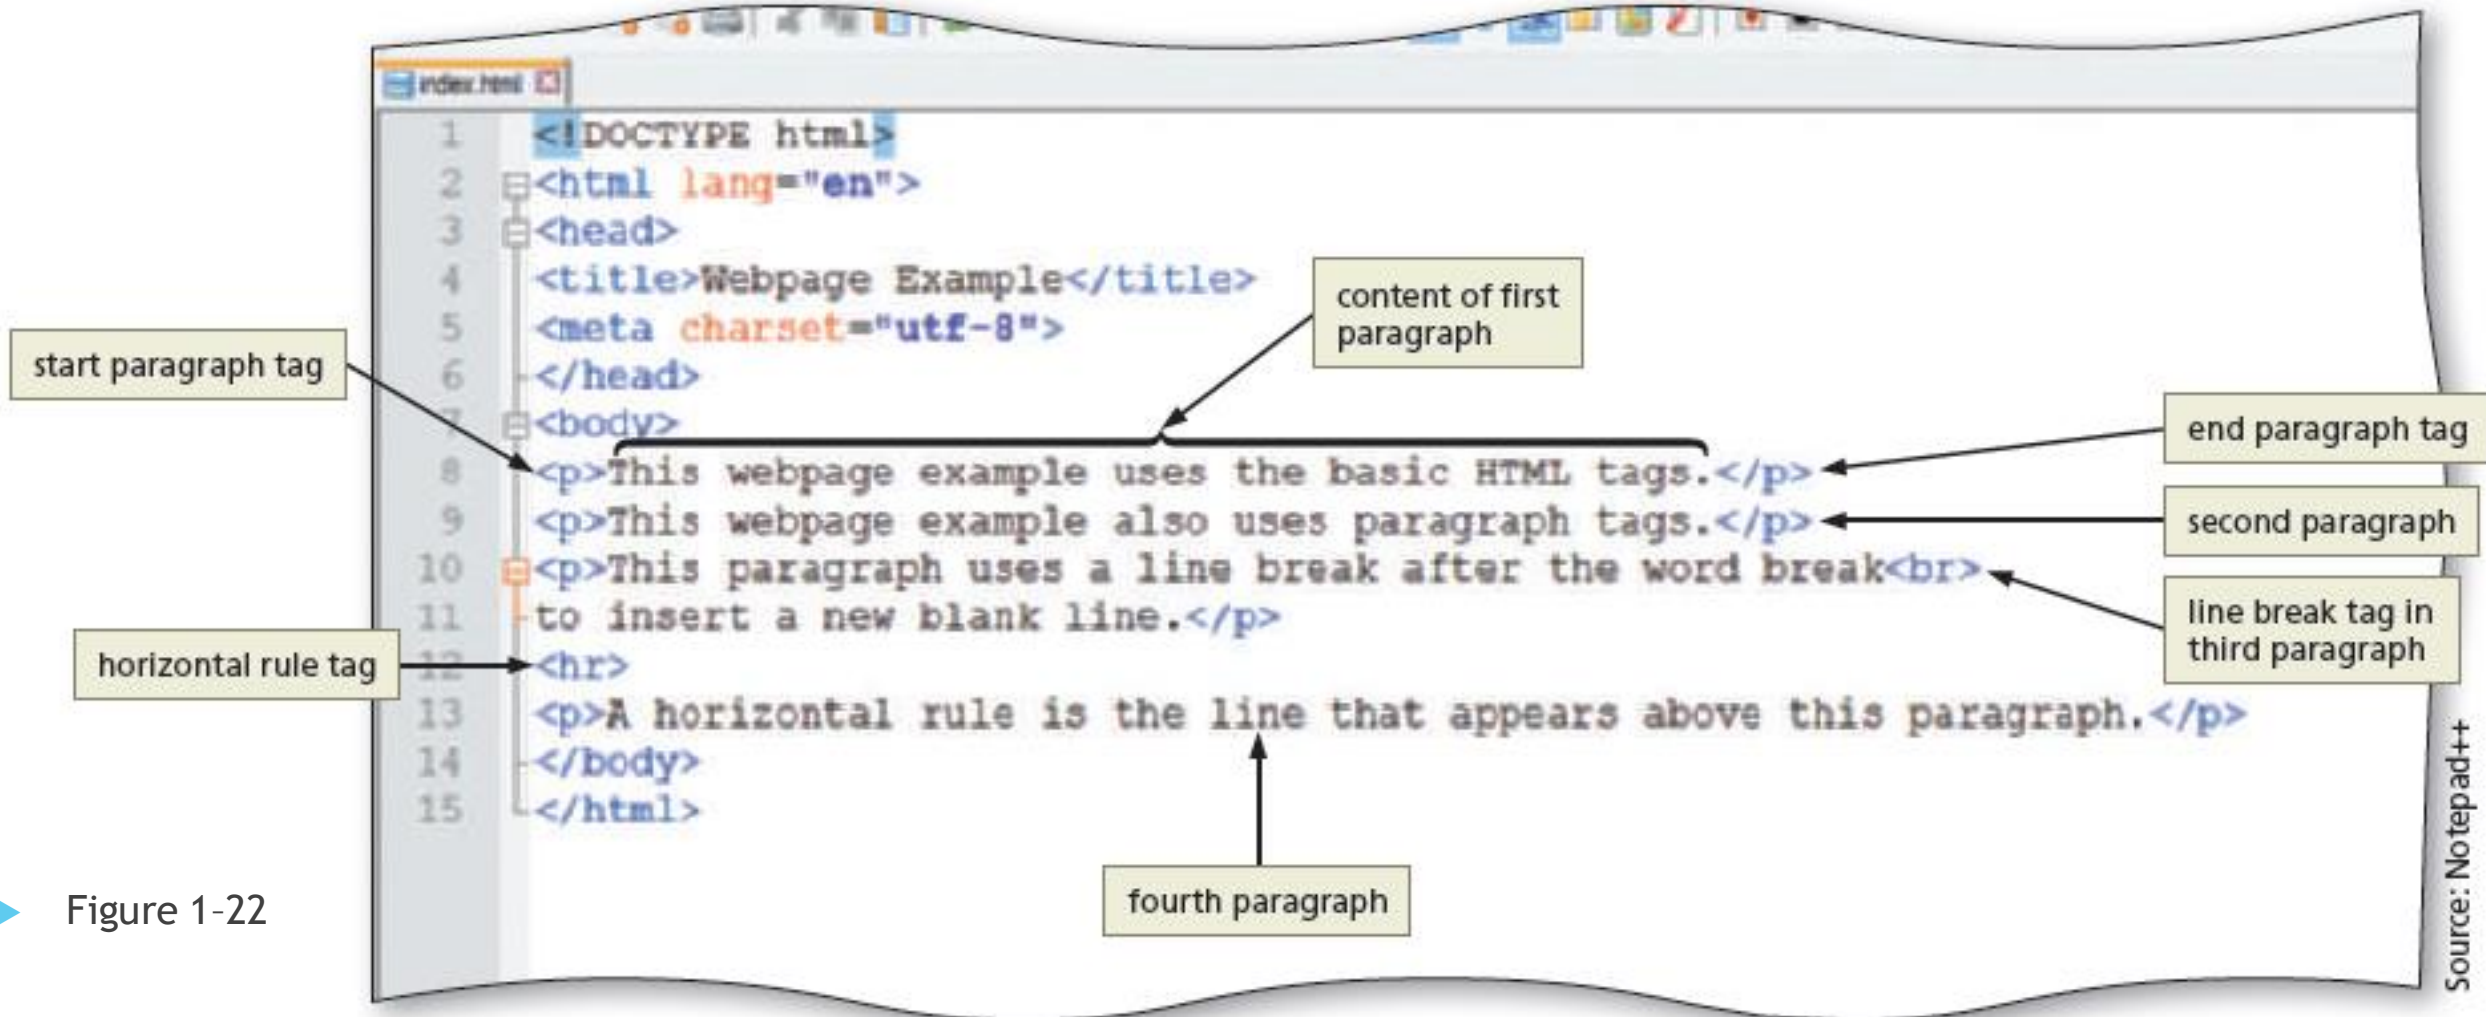 index.html
1 <!DOCTYPE html>
2 <html lang="en">
3 <head>
4 <title>Webpage Example</title>
5 <meta charset="utf-8">
6 </head>
7 <body>
8 <p>This webpage example uses the basic HTML tags.</p>
9 <p>This webpage example also uses paragraph tags.</p>
10 <p>This paragraph uses a line break after the word break<br>
11 to insert a new blank line.</p>
12 <hr>
13 <p>A horizontal rule is the line that appears above this paragraph.</p>
14 </body>
15 </html>
content of first
paragraph
start paragraph tag
end paragraph tag
second paragraph
line break tag in
third paragraph
horizontal rule tag
fourth paragraph
Figure 1-22
Source: Notepad++